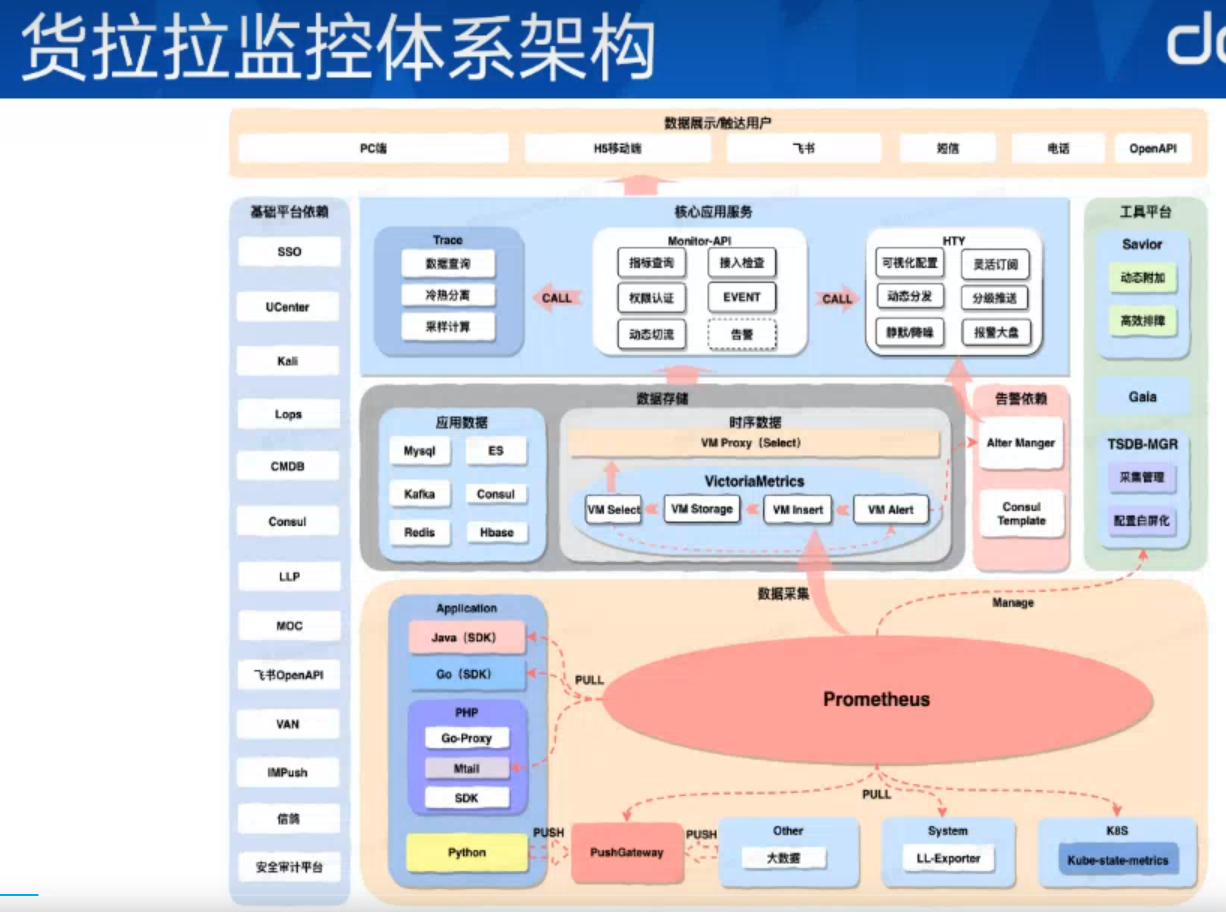 货拉拉监控体系架构
数据展示/触达用户
PC端
H5移动端
飞书
短信
电话
OpenAPI
基础平台依赖
SSO
UCenter
Kali
Lops
CMDB
Consul
LLP
MOC
飞书OpenAPI
VAN
IMPush
信鸽
安全审计平台
核心应用服务
Trace
数据查询
冷热分离
采样计算
CALL
Monitor-API
指标查询
接入检查
权限认证
EVENT
动态切流
告警
CALL
HTY
可视化配置
灵活订阅
动态分发
分级推送
静默/降噪
报警大盘
工具平台
Savior
动态附加
高效排障
Gaia
TSDB-MGR
采集管理
配置白屏化
数据存储
应用数据
Mysql
ES
Kafka
Consul
Redis
Hbase
时序数据
VM Proxy（Select）
VictoriaMetrics
VM Select
VM Storage
VM Insert
VM Alert
告警依赖
Alter Manger
Consul
Template
数据采集
Manage
Application
Java（SDK）
Go（SDK）
PHP
Go-Proxy
Mtail
SDK
Python
PULL
Prometheus
PULL
PUSH
PushGateway
PUSH
Other
大数据
System
LL-Exporter
K8S
Kube-state-metrics